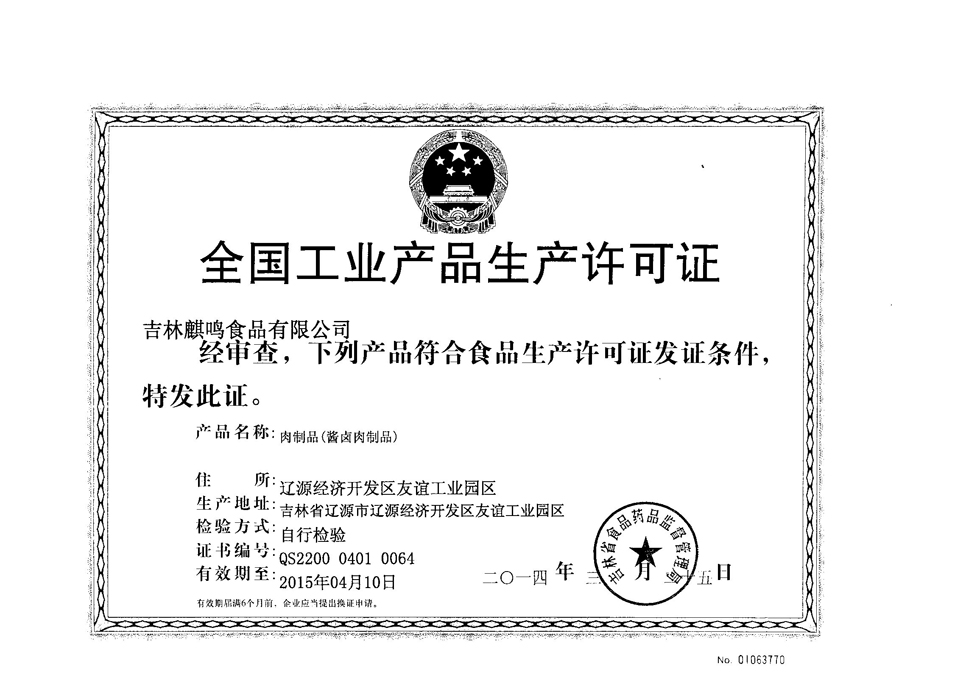 全国工业产品生产许可证
吉林麒鸣食品有限公司
经审查，下列产品符合食品生产许可证发证条件，
特发此证。
产品名称：肉制品(酱卤肉制品)
住 所：辽源经济开发区友谊工业园区
生产地址：吉林省辽源市辽源经济开发区友谊工业园区
检验方式：自行检验
证书编号：QS2200 0401 0064
有效期至：2015年04月10日
二〇一四 年 三 月 二十五日
吉林省食品药品监督管理局
有效期届满6个月前，企业应当提出换证申请。
No. 01063770